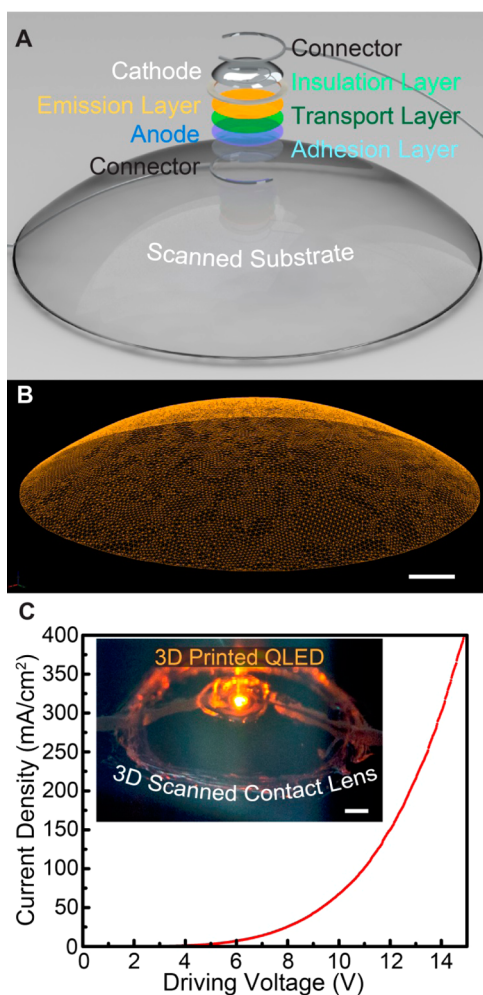 A
Connector
Cathode
Insulation Layer
Emission Layer
Transport Layer
Anode
Adhesion Layer
Connector
Scanned Substrate
B
C
400
350
300
250
200
150
100
50
0
Current Density (mA/cm²)
3D Printed QLED
3D Scanned Contact Lens
0 2 4 6 8 10 12 14
Driving Voltage (V)